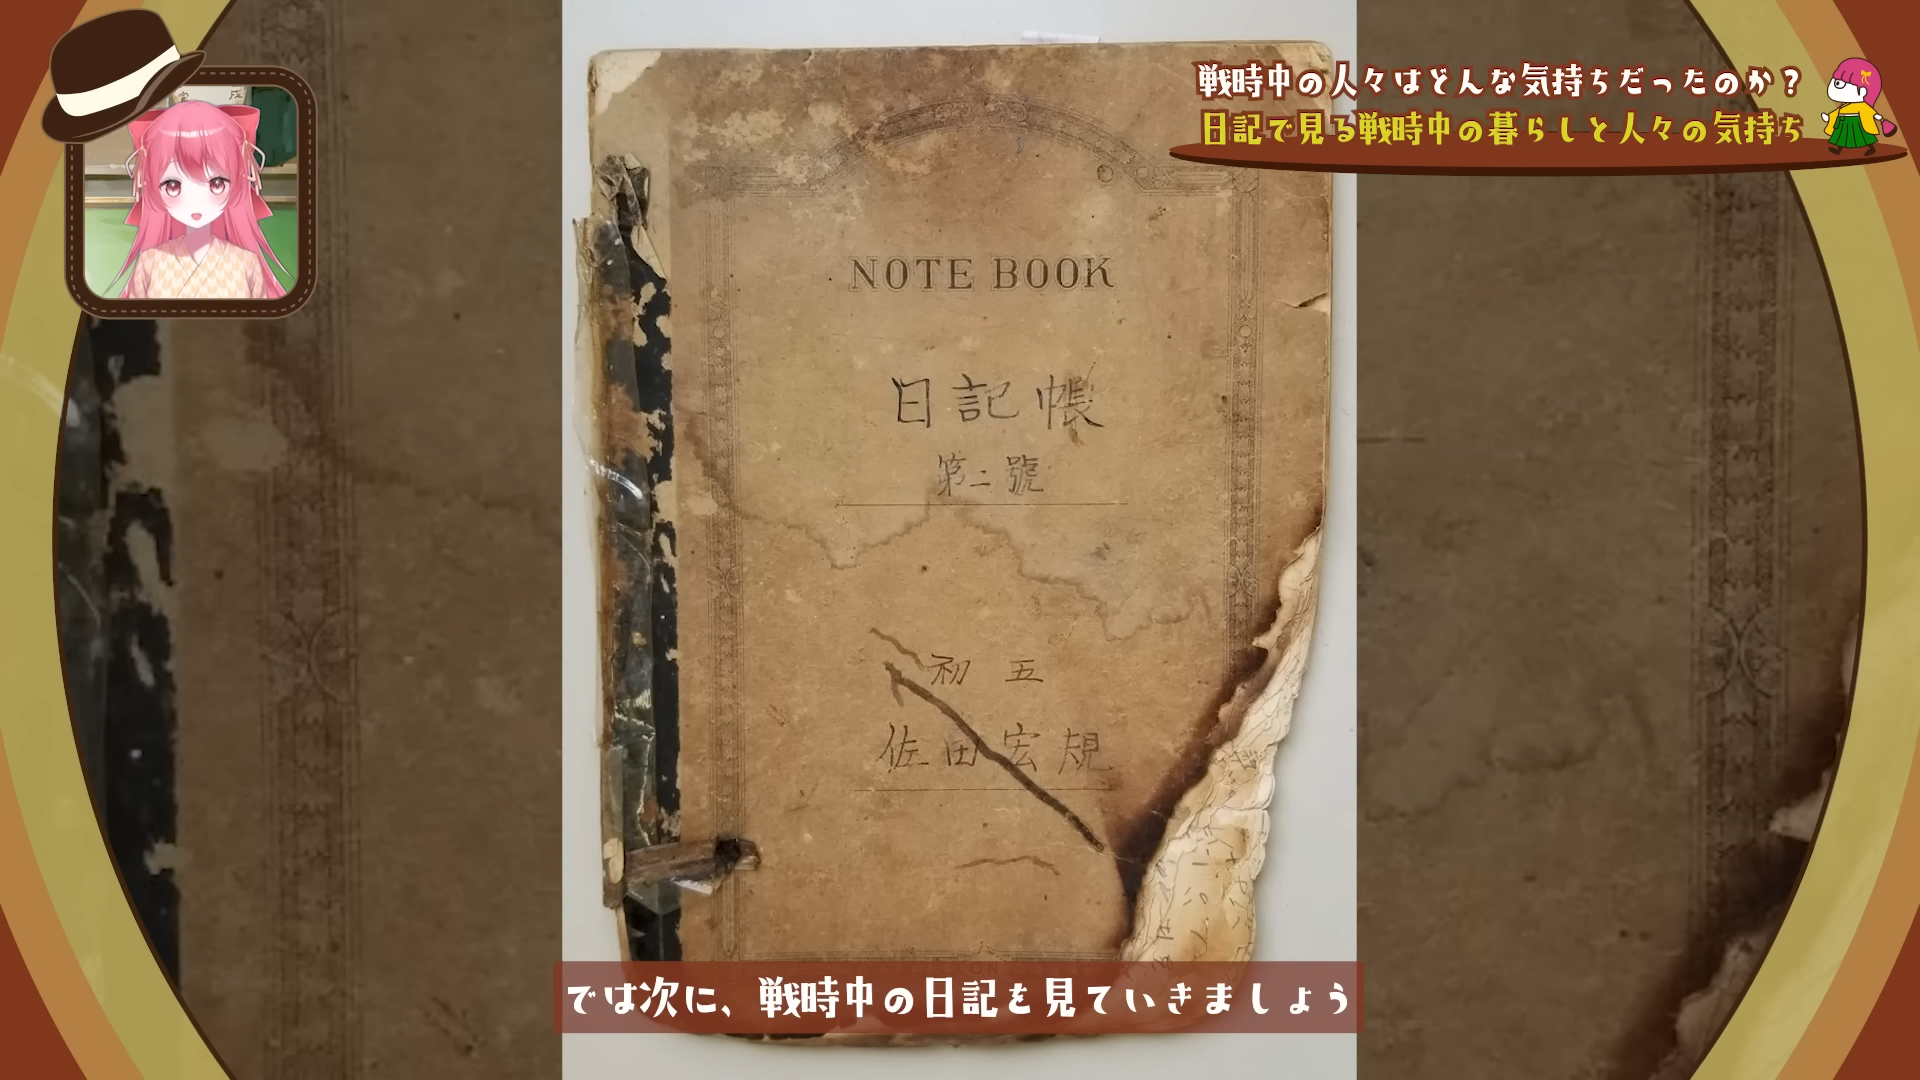 戦時中の人々はどんな気持ちだったのか？
日記で見る戦時中の暮らしと人々の気持ち
NOTE BOOK
日記帳
第二號
初五
佐田宏規
では次に、戦時中の日記を見ていきましょう